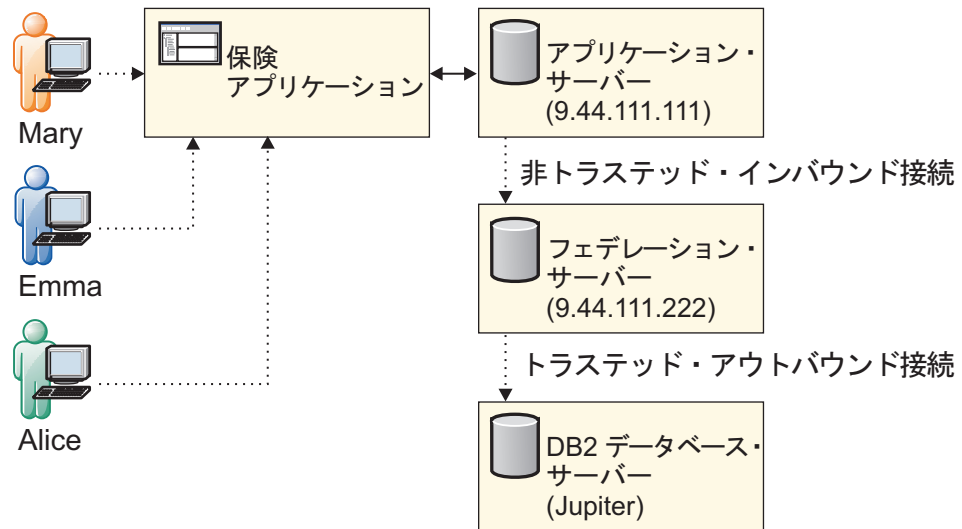 Mary
Emma
Alice
保険
アプリケーション
アプリケーション・
サーバー
(9.44.111.111)
非トラステッド・インバウンド接続
フェデレーション・
サーバー
(9.44.111.222)
トラステッド・アウトバウンド接続
DB2 データベース・
サーバー
(Jupiter)